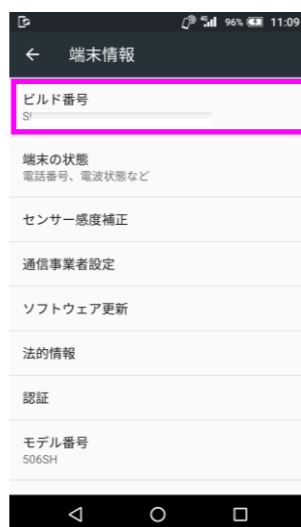 96% 11:09
端末情報
ビルド番号
S
端末の状態
電話番号、電波状態など
センサー感度補正
通信事業者設定
ソフトウェア更新
法的情報
認証
モデル番号
506SH